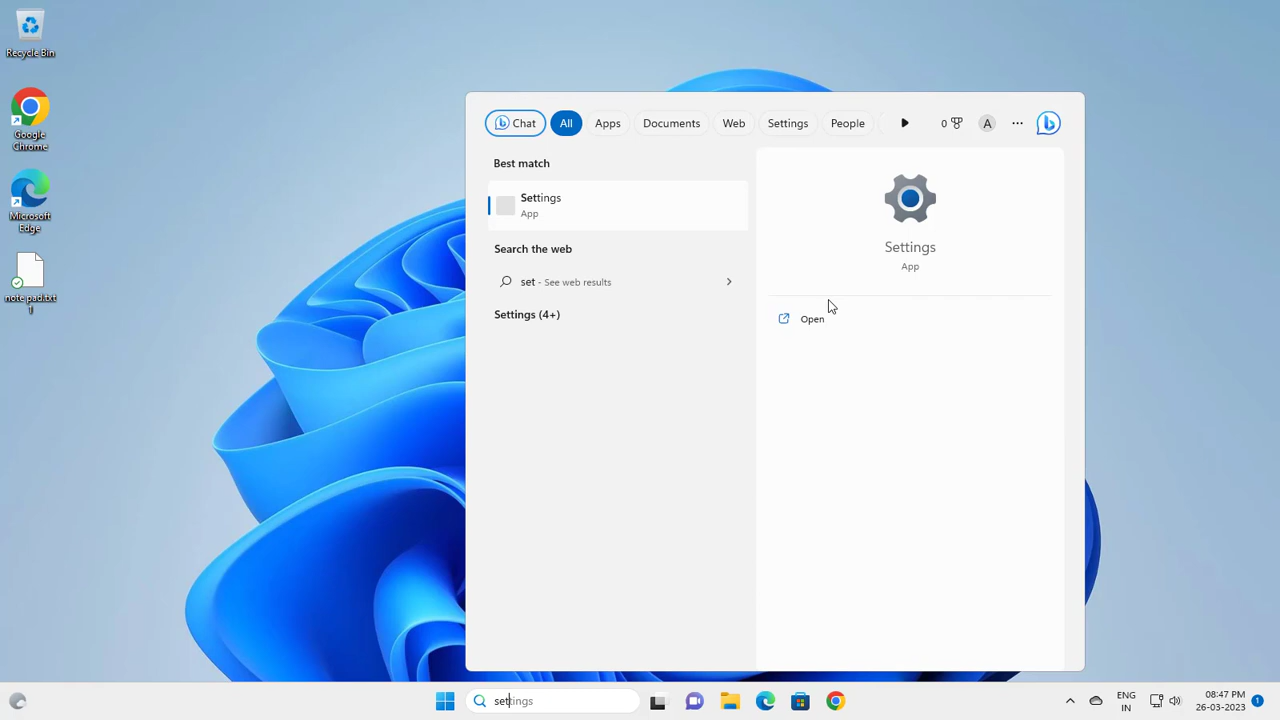 Recycle Bin
Google
Chrome
Microsoft
Edge
note pad.txt
1
Chat
All
Apps
Documents
Web
Settings
People
0
A
Best match
Settings
App
Search the web
set - See web results
Settings (4+)
Settings
App
Open
settings
ENG
IN
08:47 PM
26-03-2023
1